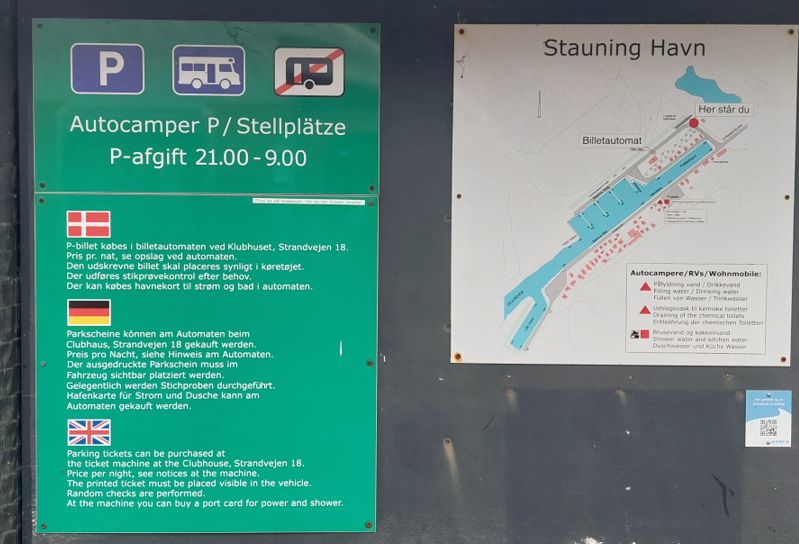 P
Autocamper P / Stellplätze
P-afgift 21.00 - 9.00
P-billet købes i billetautomaten ved Klubhuset, Strandvejen 18.
Pris pr. nat, se opslag ved automaten.
Den udskrevne billet skal placeres synligt i køretøjet.
Der udføres stikprøvekontrol efter behov.
Der kan købes havnekort til strøm og bad i automaten.
Parkscheine können am Automaten beim
Clubhaus, Strandvejen 18 gekauft werden.
Preis pro Nacht, siehe Hinweis am Automaten.
Der ausgedruckte Parkschein muss im
Fahrzeug sichtbar platziert werden.
Gelegentlich werden Stichproben durchgeführt.
Hafenkarte für Strom und Dusche kann am
Automaten gekauft werden.
Parking tickets can be purchased at
the ticket machine at the Clubhouse, Strandvejen 18.
Price per night, see notices at the machine.
The printed ticket must be placed visible in the vehicle.
Random checks are performed.
At the machine you can buy a port card for power and shower.
Stauning Havn
Her står du
Billetautomat
Autocampere/RVs/Wohnmobile:
Påfyldning vand / Drikkevand
Filling water / Drinking water
Füllen von Wasser / Trinkwasser
Udslagsvask til kemiske toiletter
Draining of the chemical toilets
Entleehrung der chemischen Toiletten
Brusevand og køkkenvand
Shower water and kitchen water
Duschwasser und Küche Wasser